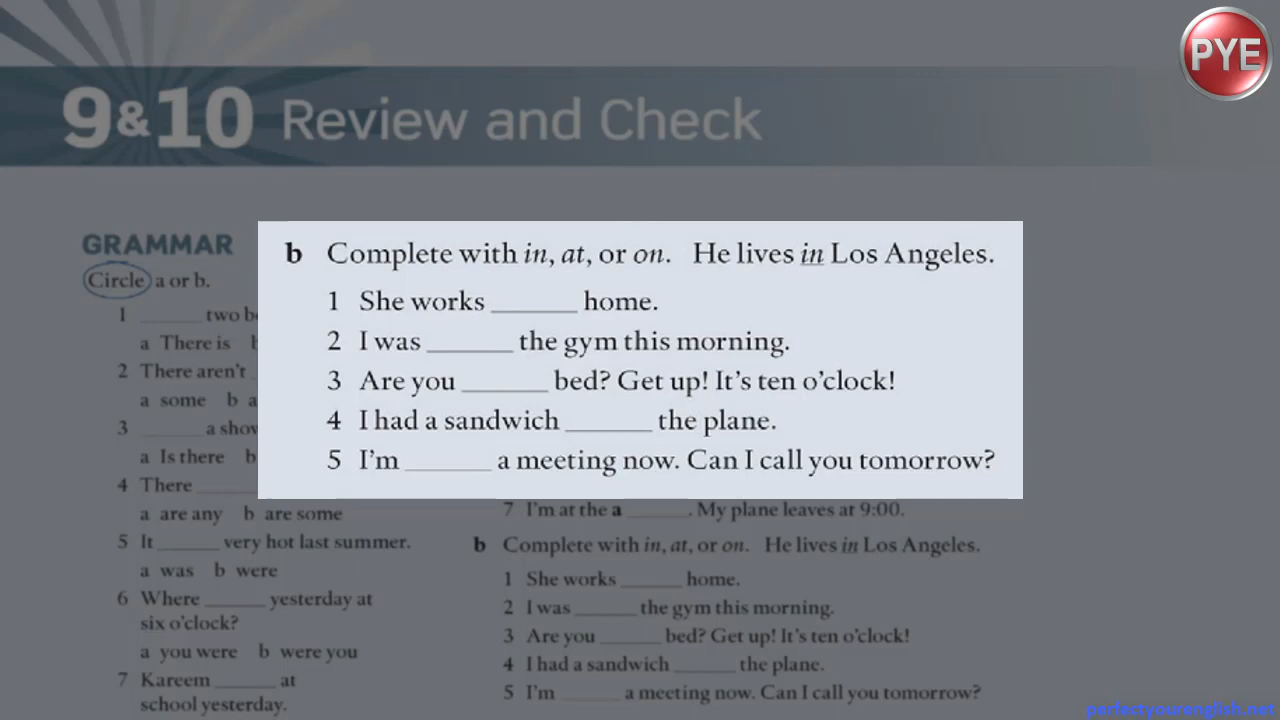 PYE
9&10 Review and Check
GRAMMAR
Circle a or b.
1 ______ two
a There is
2 There aren't
a some b
3 ______ a
a Is there b
4 There ______
a are any b are some
5 It ______ very hot last summer.
a was b were
6 Where ______ yesterday at
six o'clock?
a you were b were you
7 Kareem ______ at
school yesterday.
b Complete with in, at, or on. He lives in Los Angeles.
1 She works ______ home.
2 I was ______ the gym this morning.
3 Are you ______ bed? Get up! It's ten o'clock!
4 I had a sandwich ______ the plane.
5 I'm ______ a meeting now. Can I call you tomorrow?
7 I'm at the a ______. My plane leaves at 9:00.
b Complete with in, at, or on. He lives in Los Angeles.
1 She works ______ home.
2 I was ______ the gym this morning.
3 Are you ______ bed? Get up! It's ten o'clock!
4 I had a sandwich ______ the plane.
5 I'm ______ a meeting now. Can I call you tomorrow?
perfectyourenglish.net